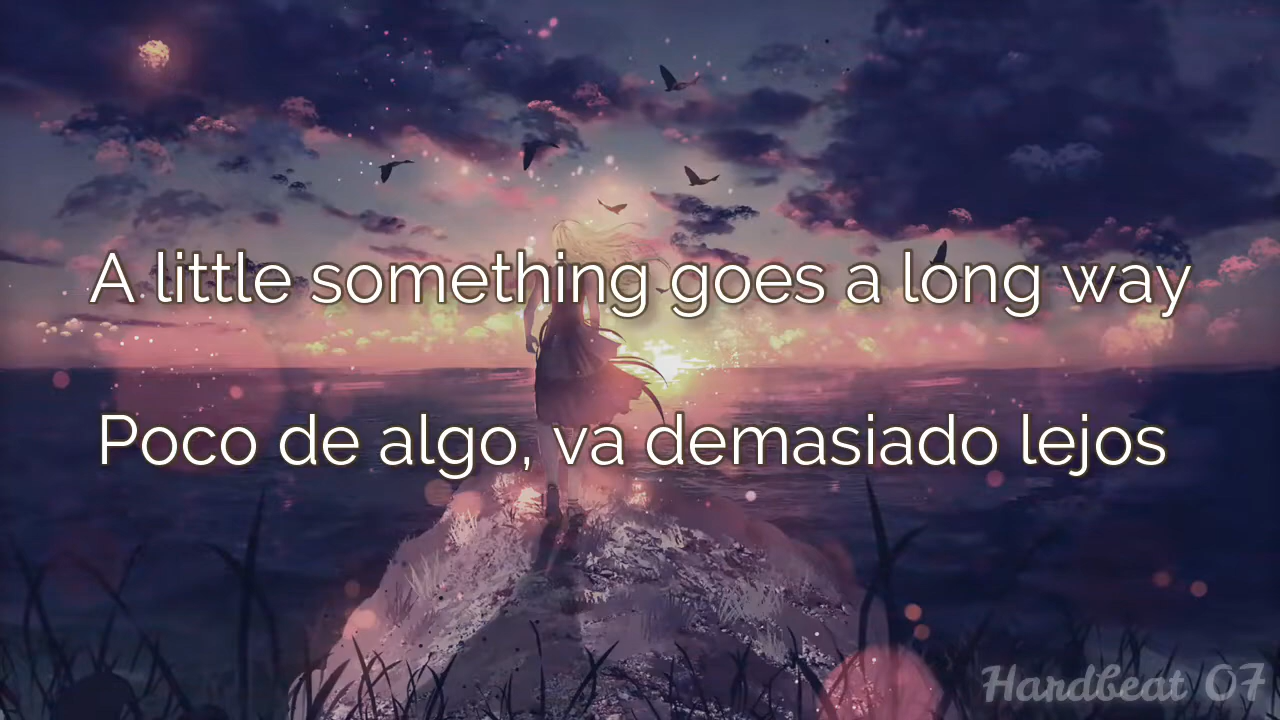 A little something goes a long way
Poco de algo, va demasiado lejos
Hardbeat 07